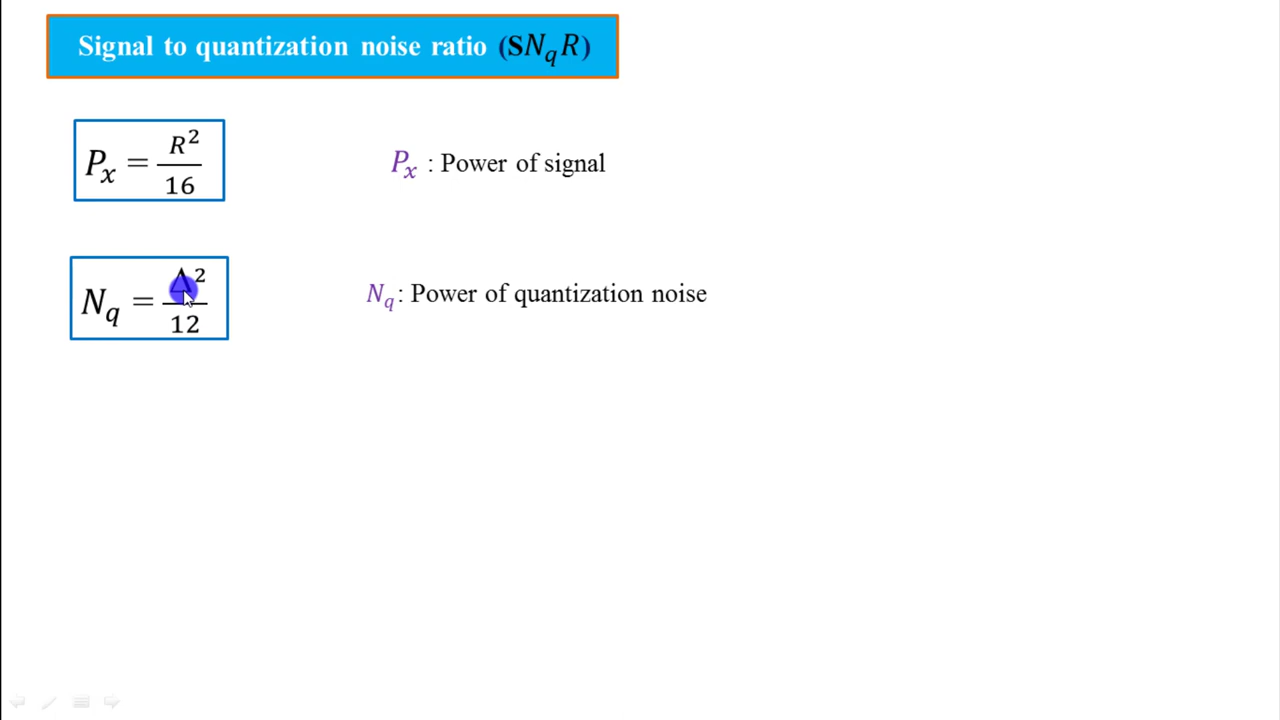 Signal to quantization noise ratio (SN_qR)
P_x = R^2/16
P_x : Power of signal
N_q = Δ^2/12
N_q : Power of quantization noise